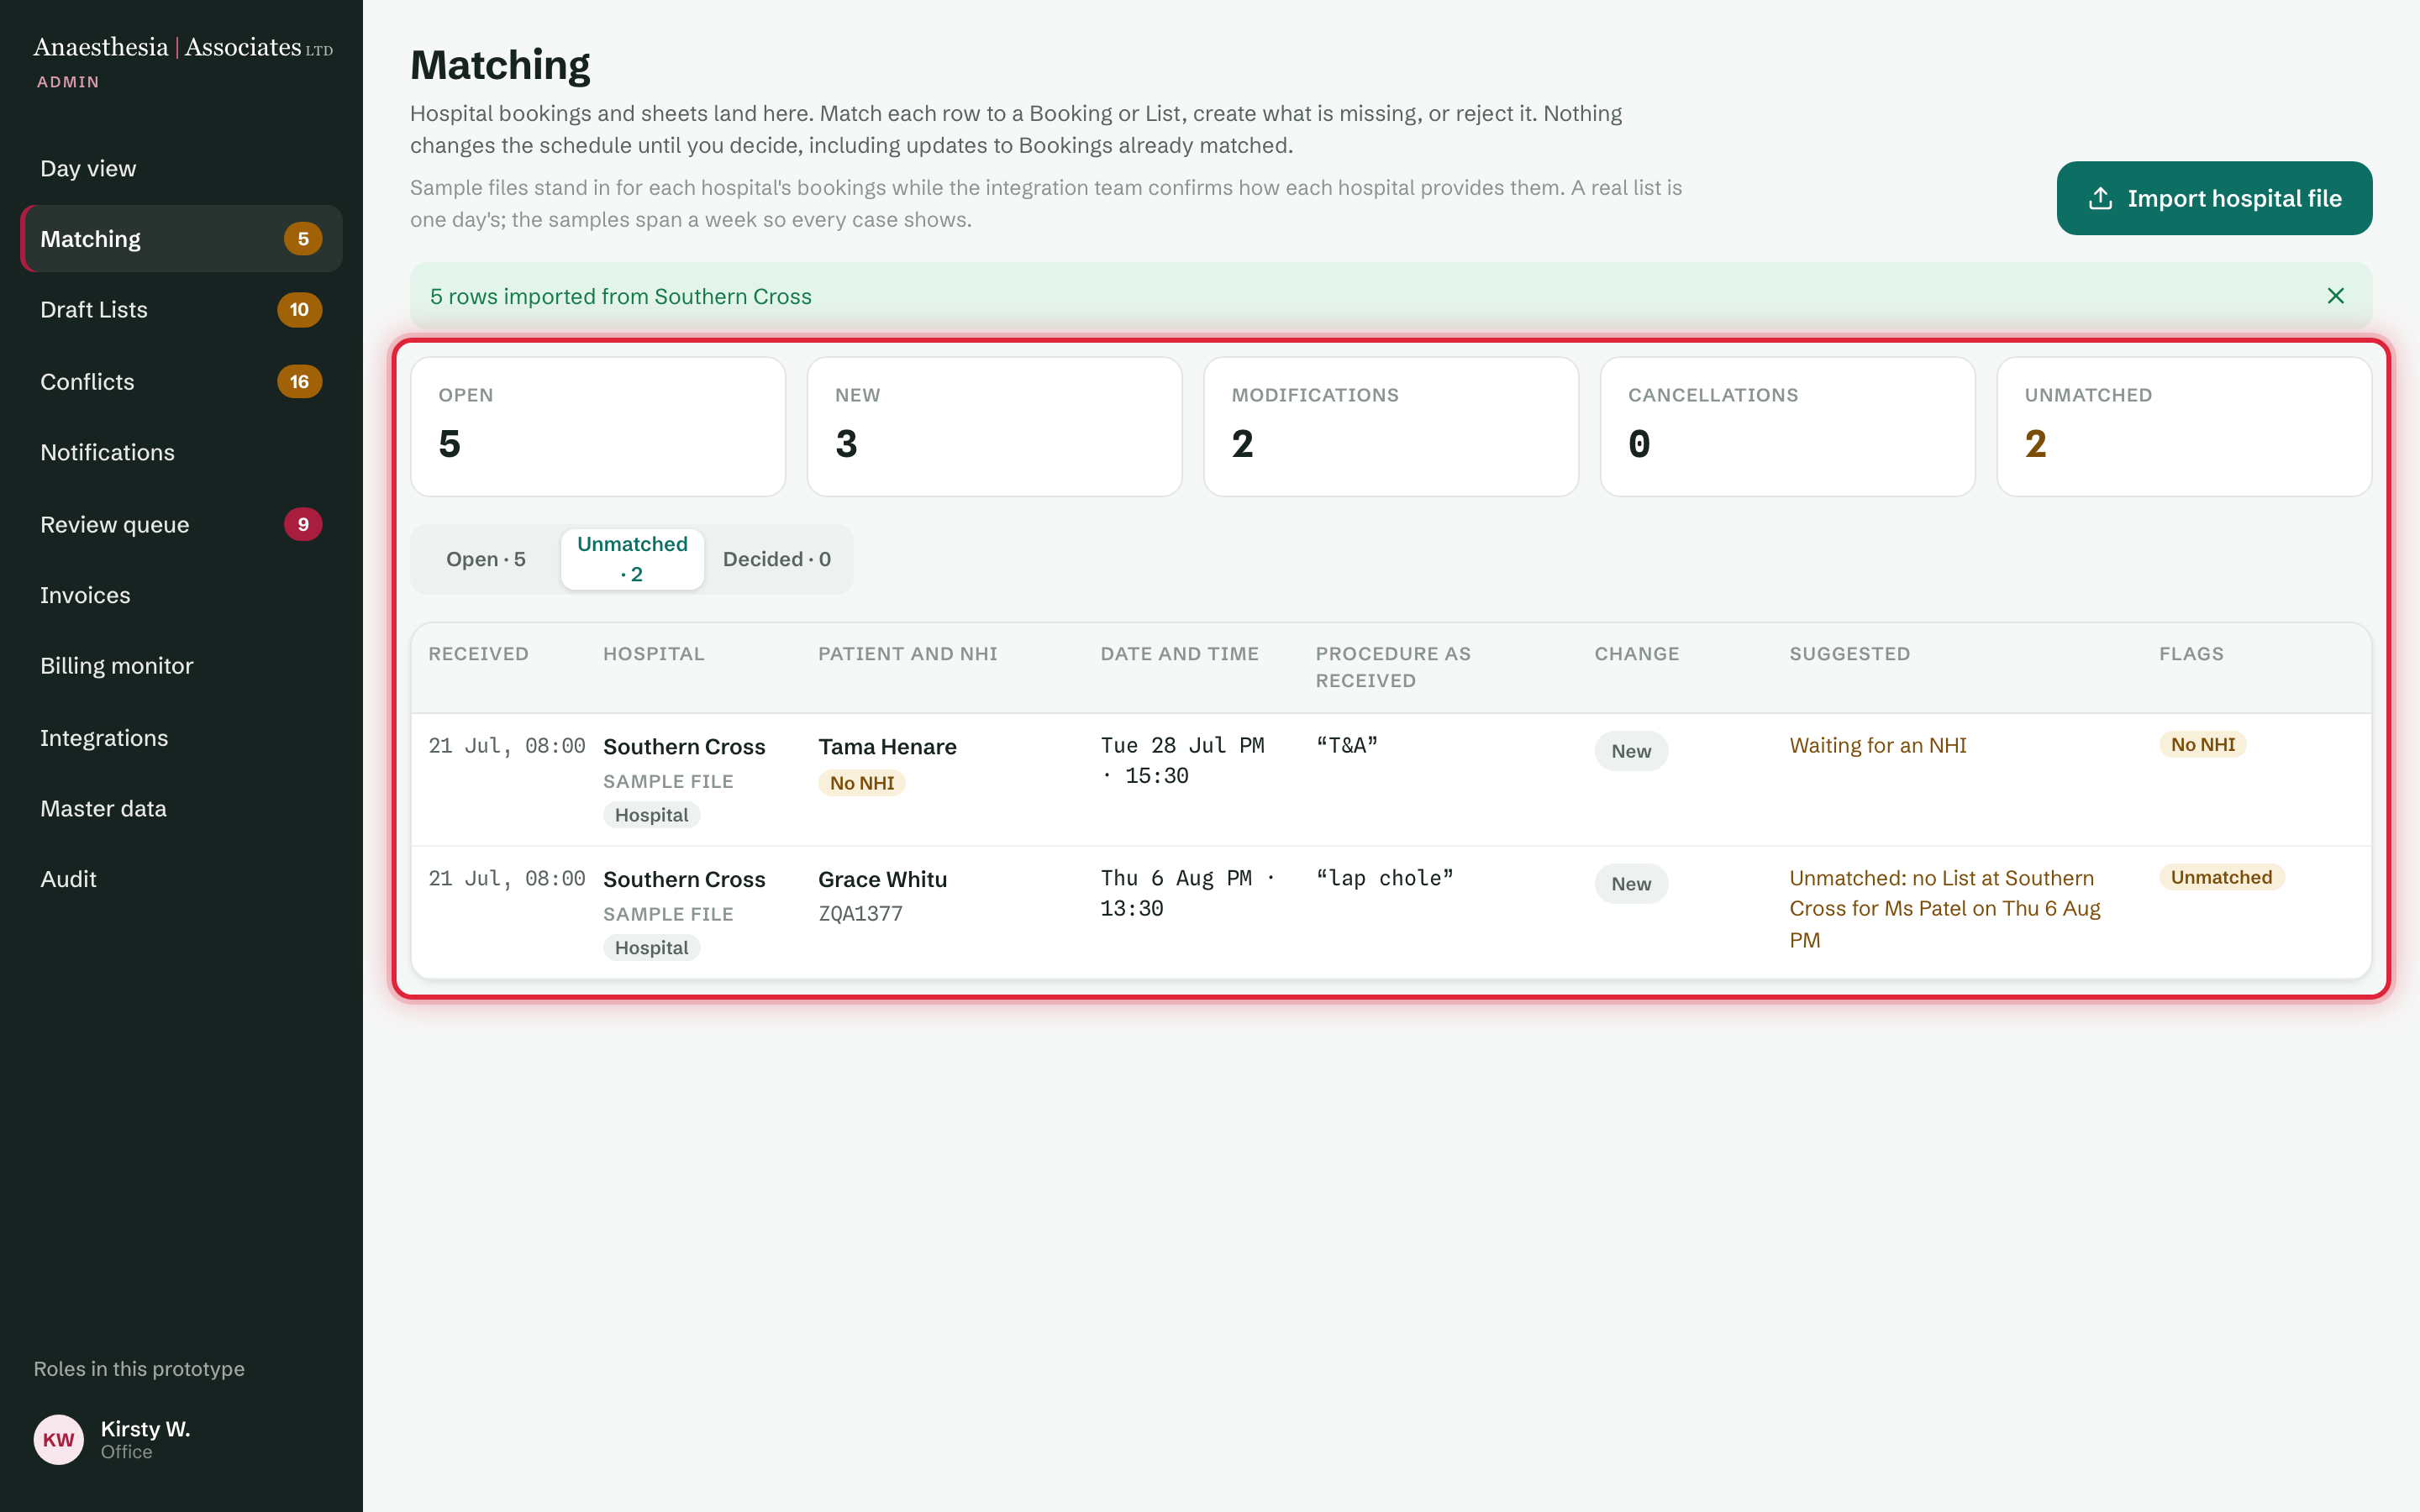 Anaesthesia | Associates LTD
ADMIN
Day view
Matching 5
Draft Lists 10
Conflicts 16
Notifications
Review queue 9
Invoices
Billing monitor
Integrations
Master data
Audit
Roles in this prototype
KW
Kirsty W.
Office
Matching
Hospital bookings and sheets land here. Match each row to a Booking or List, create what is missing, or reject it. Nothing
changes the schedule until you decide, including updates to Bookings already matched.
Sample files stand in for each hospital's bookings while the integration team confirms how each hospital provides them. A real list is
one day's; the samples span a week so every case shows.
Import hospital file
5 rows imported from Southern Cross
OPEN
5
NEW
3
MODIFICATIONS
2
CANCELLATIONS
0
UNMATCHED
2
Open · 5
Unmatched
· 2
Decided · 0
RECEIVED HOSPITAL PATIENT AND NHI DATE AND TIME PROCEDURE AS CHANGE SUGGESTED FLAGS
RECEIVED
21 Jul, 08:00 Southern Cross Tama Henare Tue 28 Jul PM “T&A” New Waiting for an NHI No NHI
SAMPLE FILE No NHI · 15:30
Hospital
21 Jul, 08:00 Southern Cross Grace Whitu Thu 6 Aug PM · “lap chole” New Unmatched: no List at Southern Unmatched
SAMPLE FILE ZQA1377 13:30 Cross for Ms Patel on Thu 6 Aug
Hospital PM